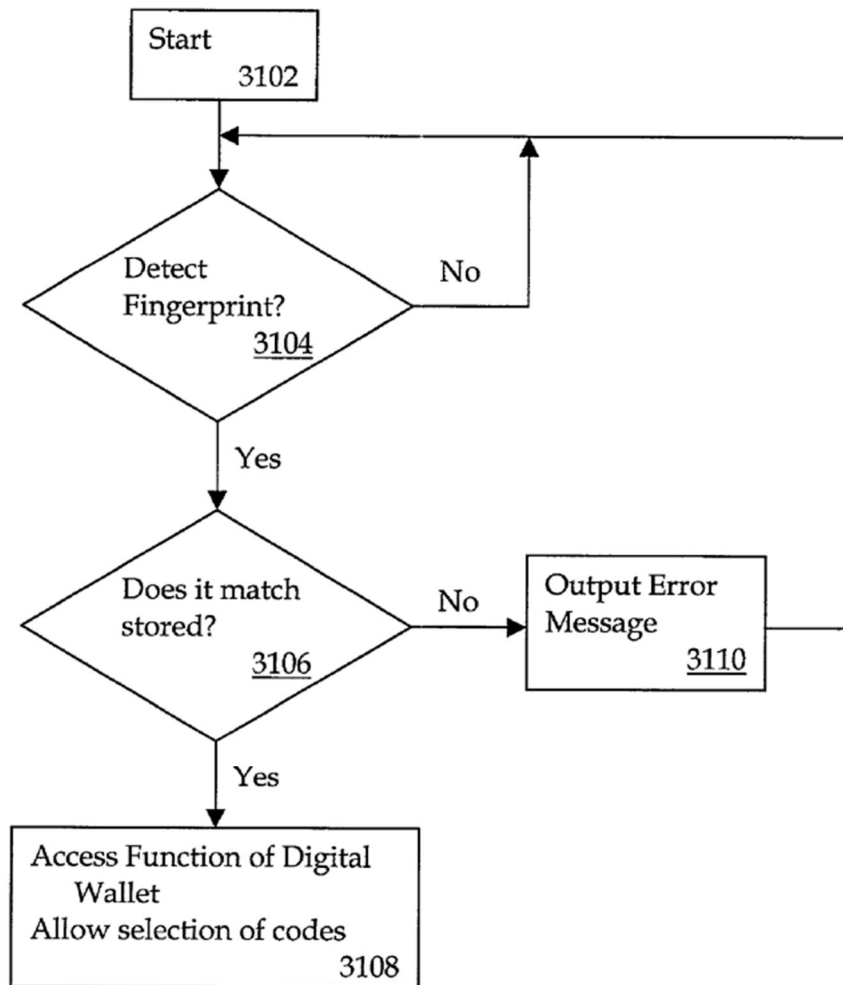 Start
3102
No
Detect
Fingerprint?
3104
Yes
Does it match
stored?
3106
No
Output Error
Message
3110
Yes
Access Function of Digital
Wallet
Allow selection of codes
3108